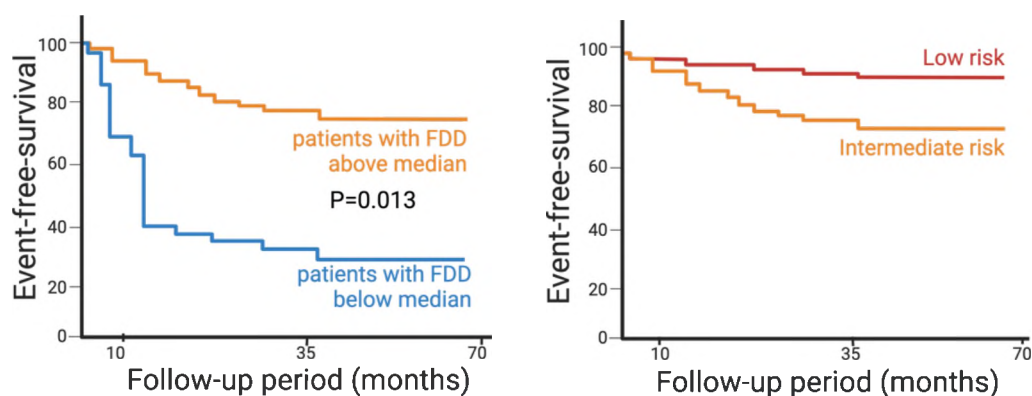 Event-free-survival
100
80
60
40
20
0
10
35
70
Follow-up period (months)
patients with FDD
above median
P=0.013
patients with FDD
below median
Event-free-survival
100
80
60
40
20
0
10
35
70
Follow-up period (months)
Low risk
Intermediate risk